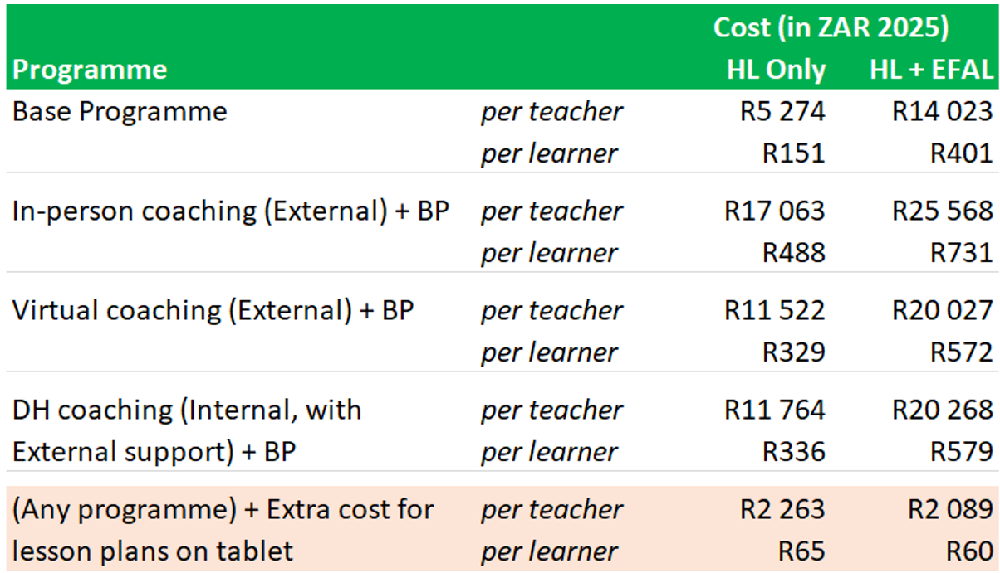 Cost (in ZAR 2025)
Programme HL Only HL + EFAL
Base Programme per teacher R5 274 R14 023
per learner R151 R401
In-person coaching (External) + BP per teacher R17 063 R25 568
per learner R488 R731
Virtual coaching (External) + BP per teacher R11 522 R20 027
per learner R329 R572
DH coaching (Internal, with per teacher R11 764 R20 268
External support) + BP per learner R336 R579
(Any programme) + Extra cost for per teacher R2 263 R2 089
lesson plans on tablet per learner R65 R60